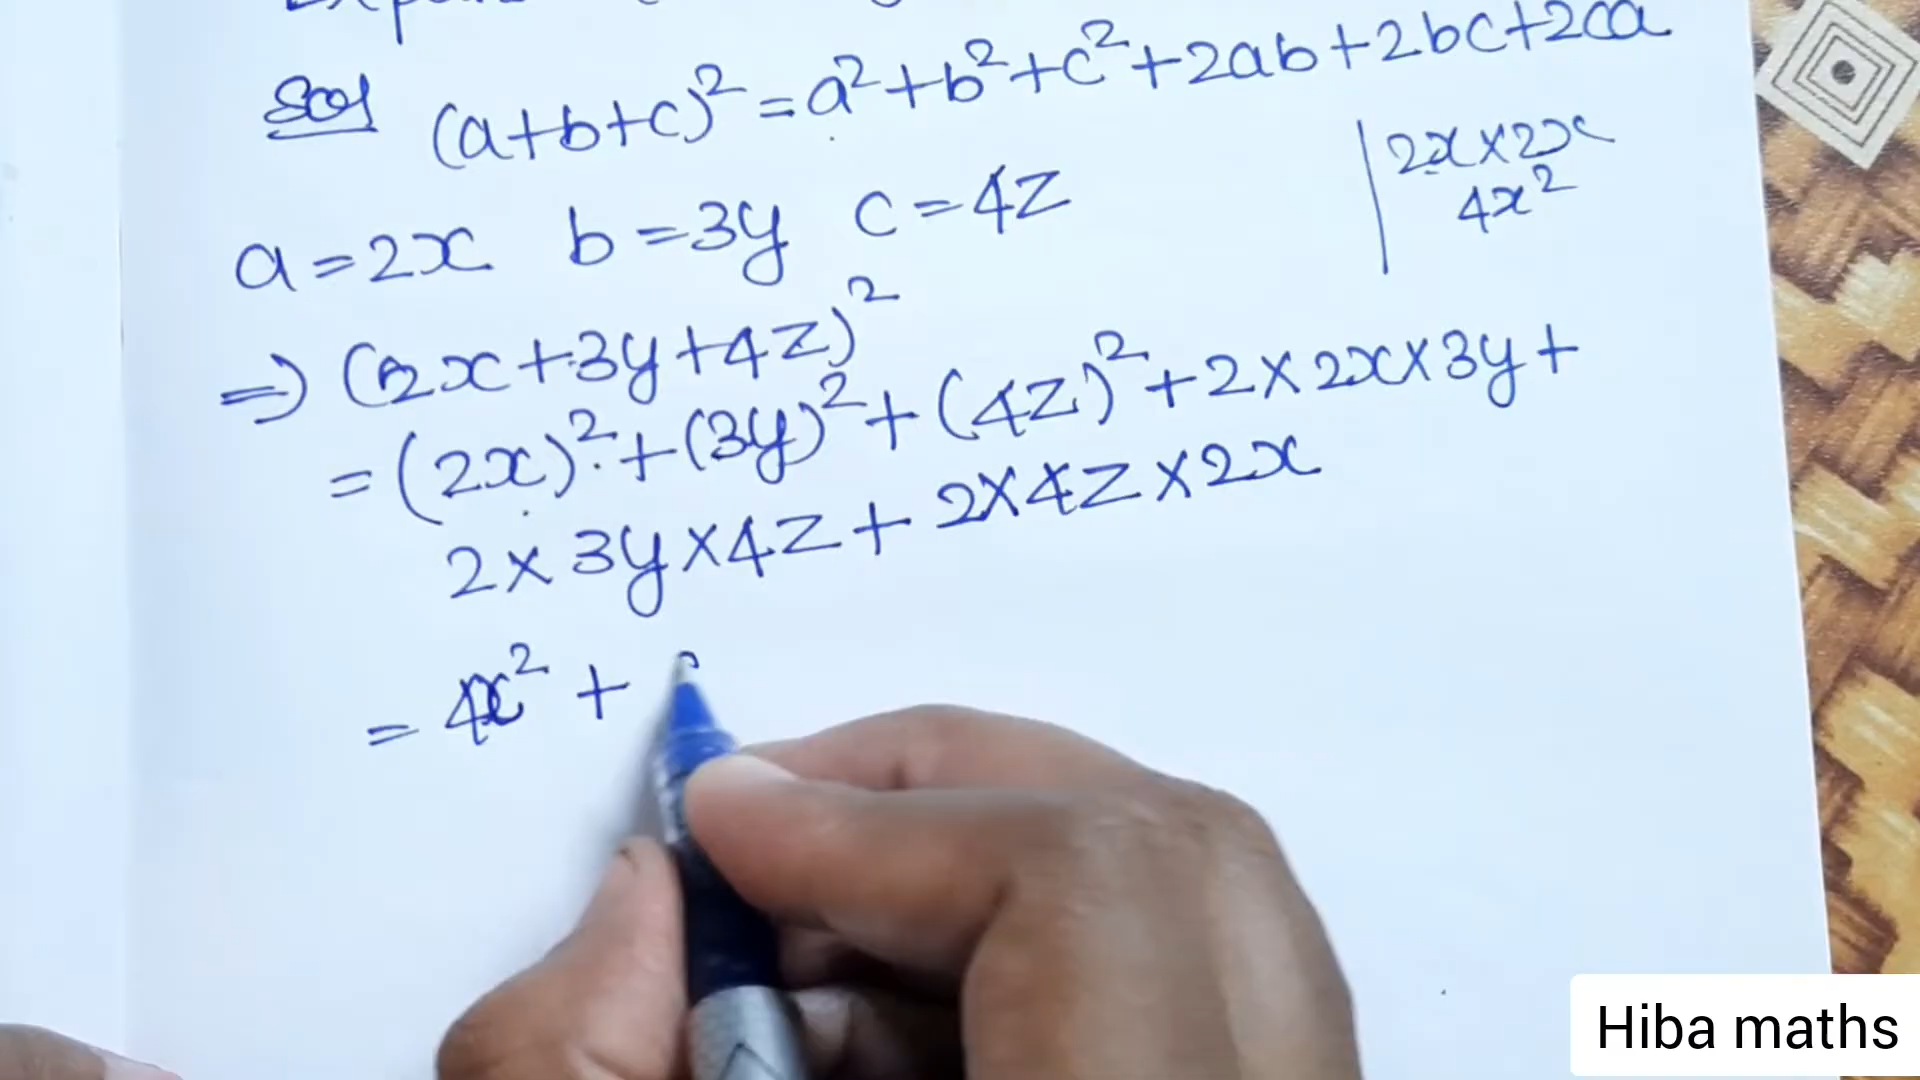 Sol (a+b+c)² = a²+b²+c²+2ab+2bc+2ca
a=2x b=3y c=4z
2x×2x
4x²
⇒ (2x+3y+4z)²
= (2x)²+(3y)²+(4z)²+2×2x×3y+
2×3y×4z+2×4z×2x
= 4x² +
Hiba maths